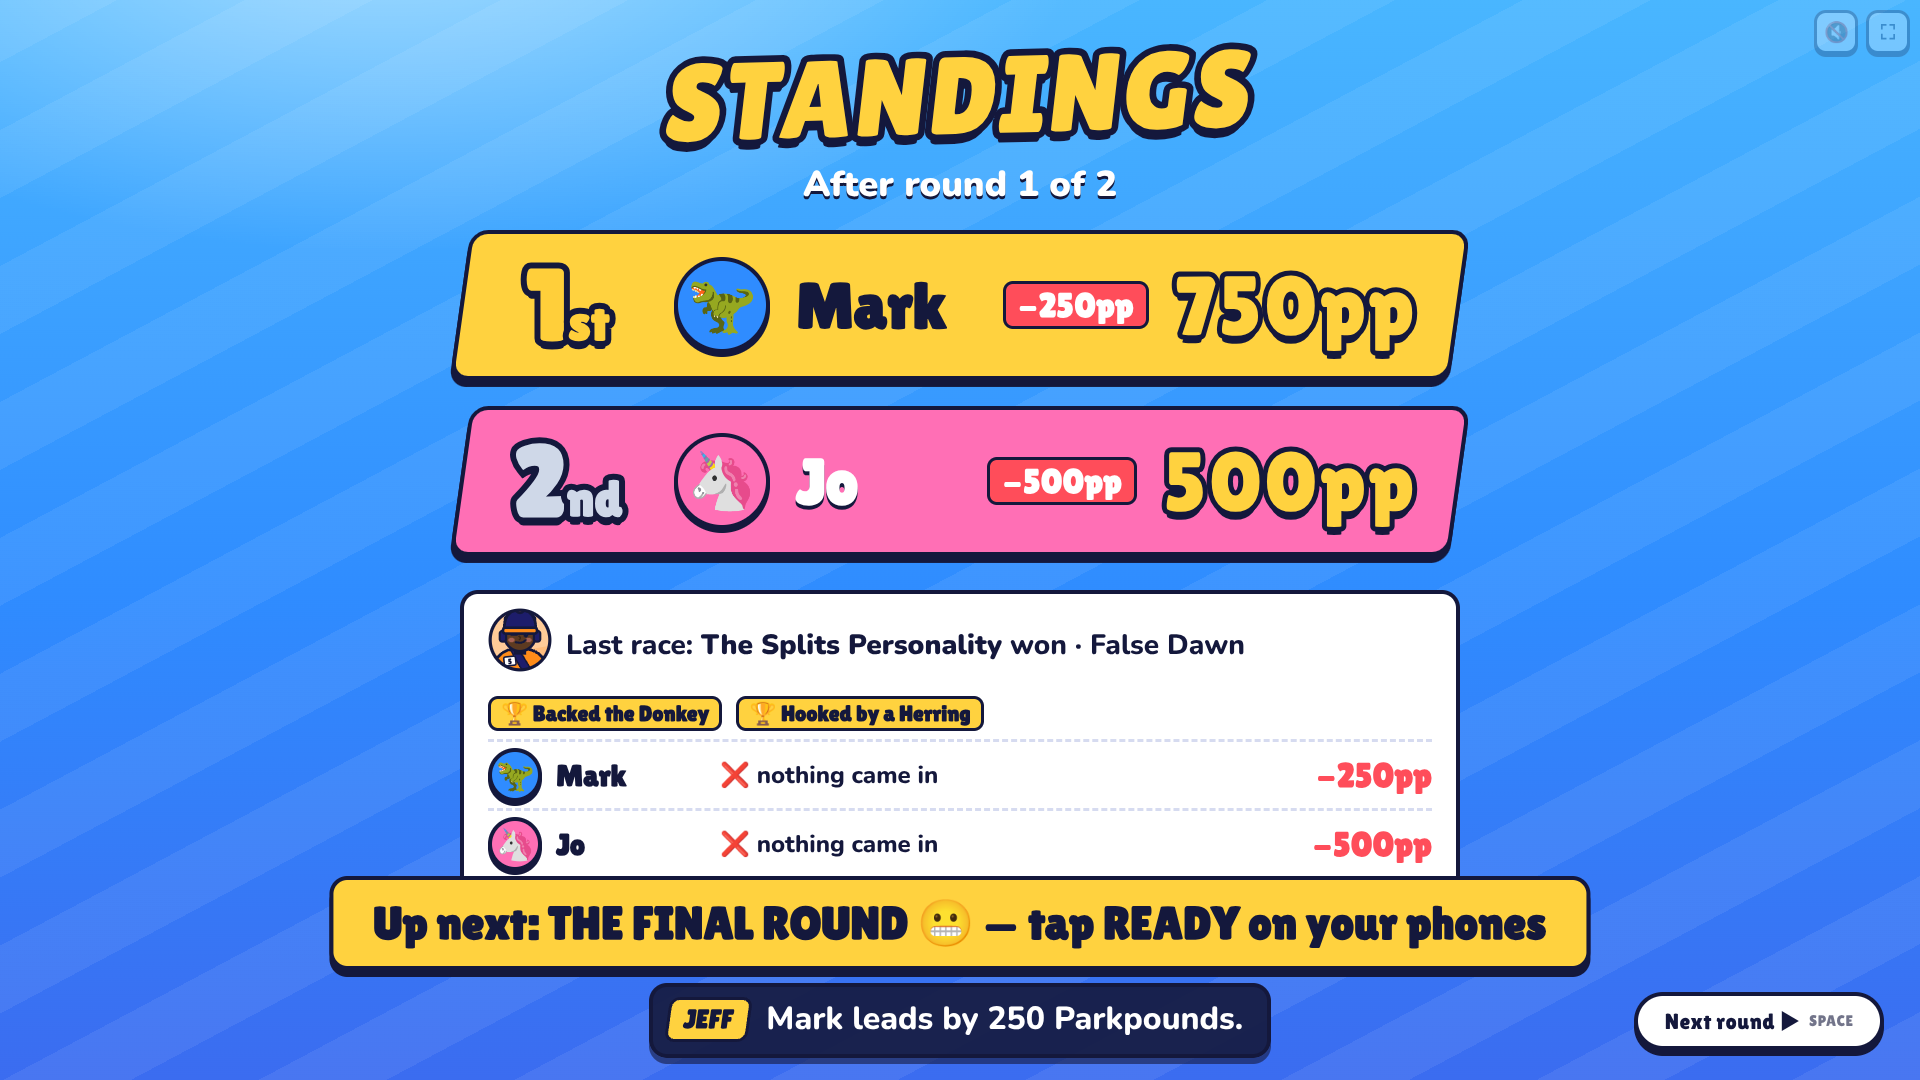 STANDINGS
After round 1 of 2
1st Mark -250pp 750pp
2nd Jo -500pp 500pp
Last race: The Splits Personality won · False Dawn
🏆 Backed the Donkey 🏆 Hooked by a Herring
Mark ❌ nothing came in -250pp
Jo ❌ nothing came in -500pp
Up next: THE FINAL ROUND 😬 — tap READY on your phones
JEFF Mark leads by 250 Parkpounds.
Next round ▶ SPACE